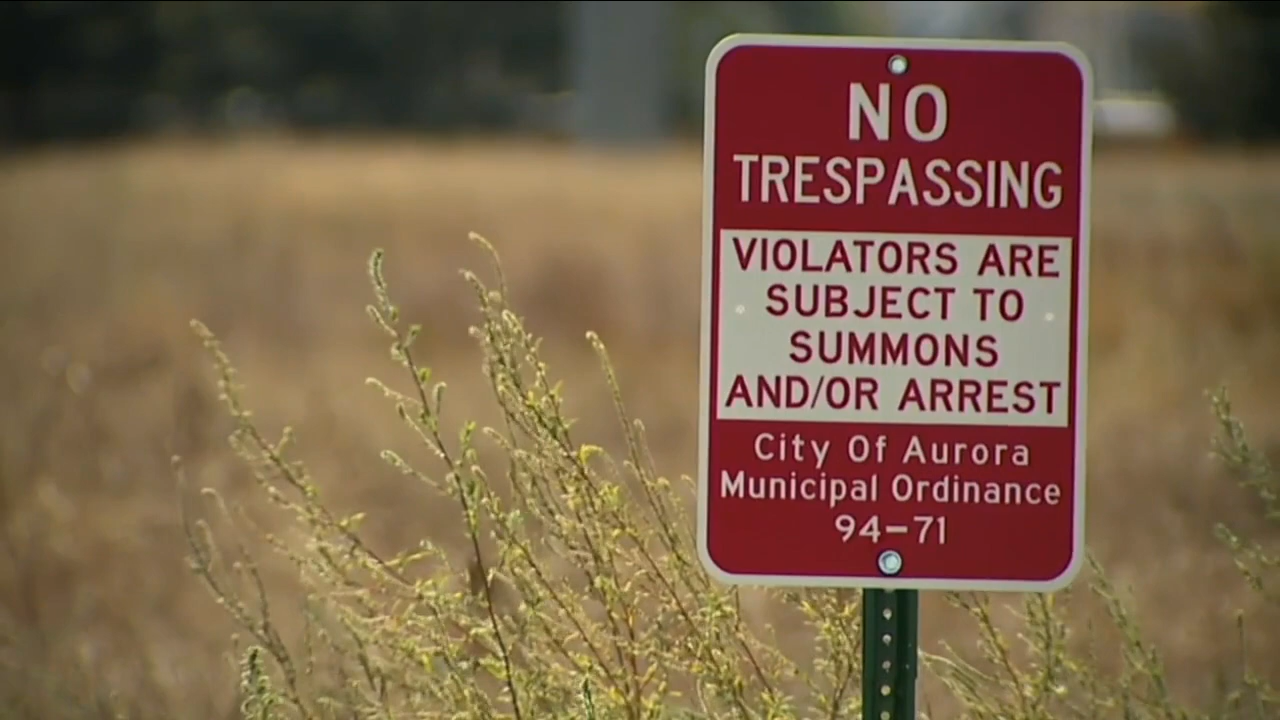 NO
TRESPASSING
VIOLATORS ARE
SUBJECT TO
SUMMONS
AND/OR ARREST
City Of Aurora
Municipal Ordinance
94-71